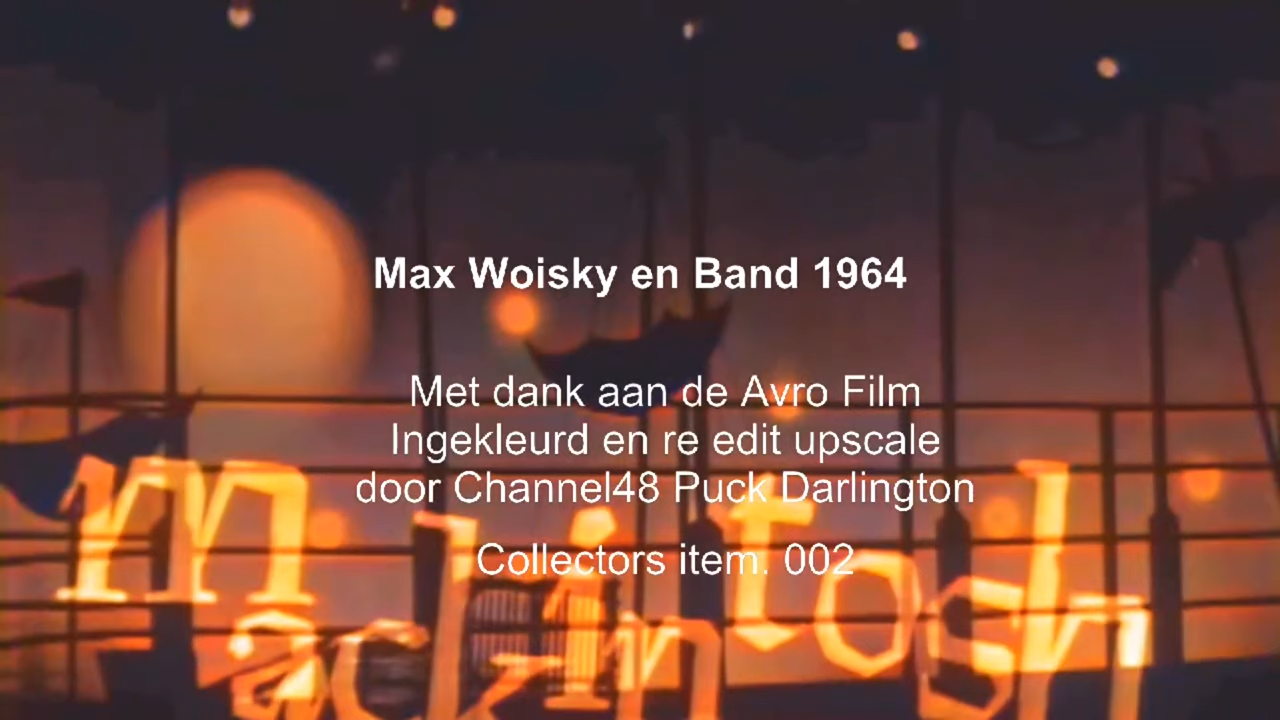 Max Woisky en Band 1964
Met dank aan de Avro Film
Ingekleurd en re edit upscale
door Channel48 Puck Darlington
Collectors item. 002
mackintosh